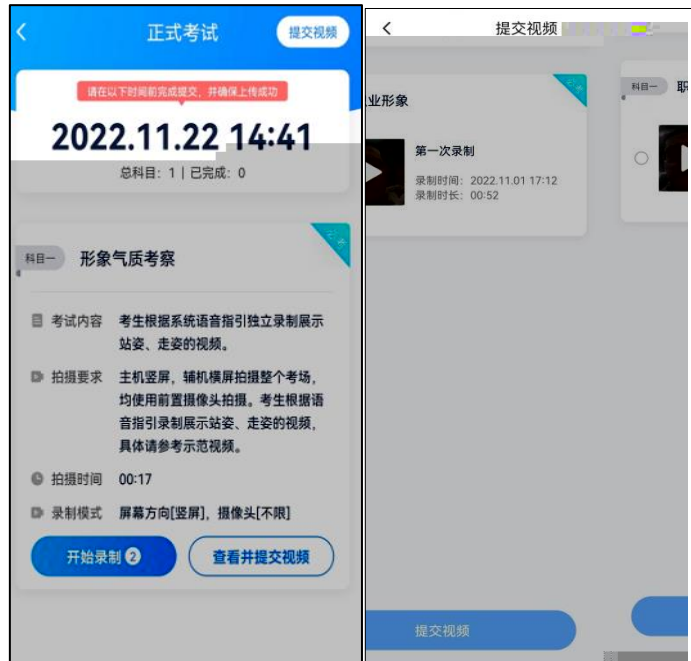 正式考试
提交视频
请在以下时间前完成提交，并确保上传成功
2022.11.22 14:41
总科目：1 | 已完成：0
科目一
形象气质考察
考试内容
考生根据系统语音指引独立录制展示
站姿、走姿的视频。
拍摄要求
主机竖屏，辅机横屏拍摄整个考场，
均使用前置摄像头拍摄。考生根据语
音指引录制展示站姿、走姿的视频，
具体请参考示范视频。
拍摄时间
00:17
录制模式
屏幕方向[竖屏]，摄像头[不限]
开始录制 2
查看并提交视频
提交视频
业形象
第一次录制
录制时间：2022.11.01 17:12
录制时长：00:52
提交视频
科目一
职